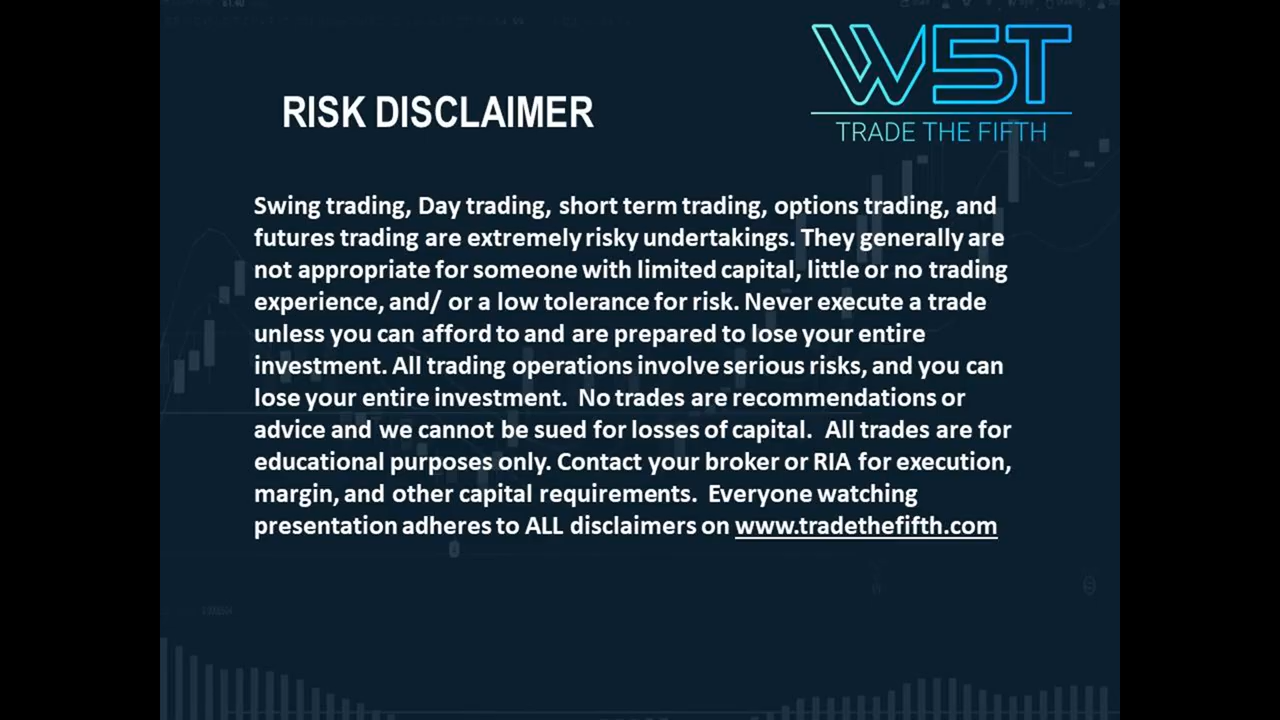 W5T
TRADE THE FIFTH
RISK DISCLAIMER
Swing trading, Day trading, short term trading, options trading, and
futures trading are extremely risky undertakings. They generally are
not appropriate for someone with limited capital, little or no trading
experience, and/ or a low tolerance for risk. Never execute a trade
unless you can afford to and are prepared to lose your entire
investment. All trading operations involve serious risks, and you can
lose your entire investment.  No trades are recommendations or
advice and we cannot be sued for losses of capital.  All trades are for
educational purposes only. Contact your broker or RIA for execution,
margin, and other capital requirements.  Everyone watching
presentation adheres to ALL disclaimers on www.tradethefifth.com